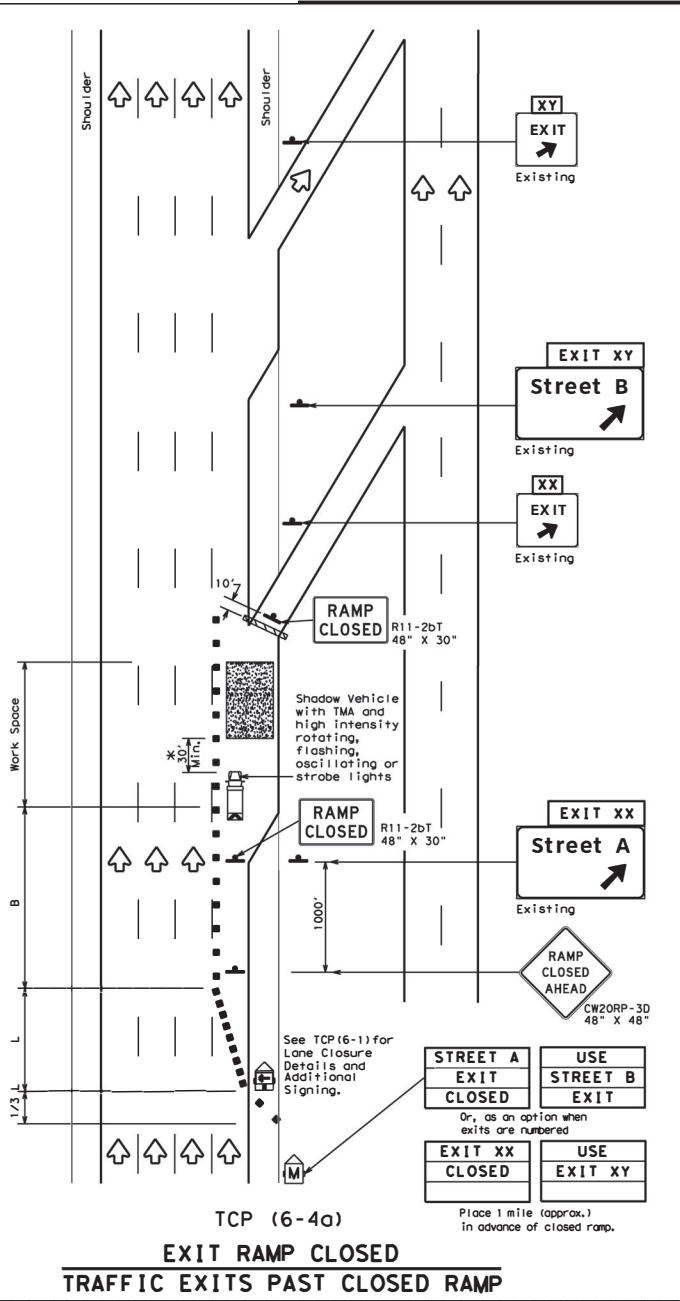 Shoulder
Shoulder
XY
EXIT
Existing
EXIT XY
Street B
Existing
XX
EXIT
Existing
10'
RAMP
CLOSED
R11-2bT
48" X 30"
Work Space
*
30'
Min.
Shadow Vehicle
with TMA and
high intensity
rotating,
flashing,
oscillating or
strobe lights
RAMP
CLOSED
R11-2bT
48" X 30"
EXIT XX
Street A
Existing
B
1000'
RAMP
CLOSED
AHEAD
CW20RP-3D
48" X 48"
L
1/3 L
See TCP(6-1)for
Lane Closure
Details and
Additional
Signing.
M
STREET A
EXIT
CLOSED
USE
STREET B
EXIT
Or, as an option when
exits are numbered
EXIT XX
CLOSED
USE
EXIT XY
Place 1 mile (approx.)
in advance of closed ramp.
TCP (6-4a)
EXIT RAMP CLOSED
TRAFFIC EXITS PAST CLOSED RAMP